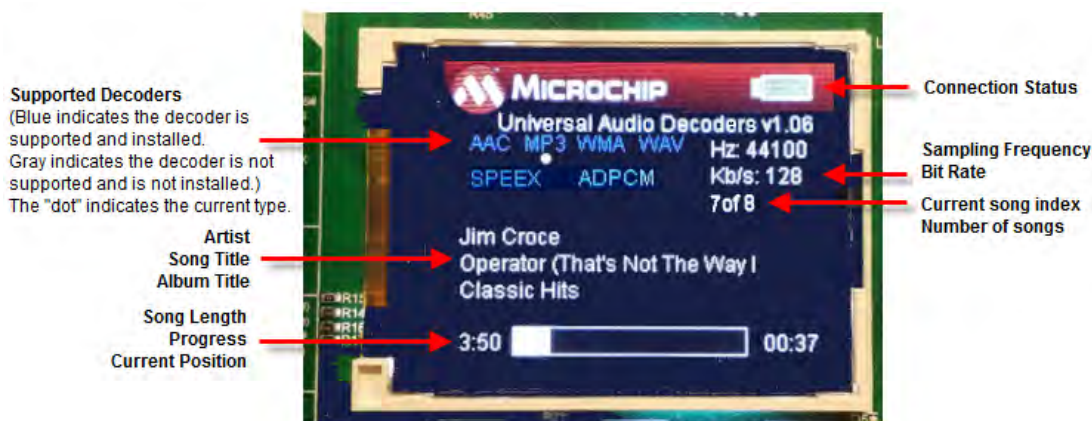 R45
Supported Decoders
(Blue indicates the decoder is
supported and installed.
Gray indicates the decoder is not
supported and is not installed.)
The "dot" indicates the current type.
Artist
Song Title
Album Title
Song Length
Progress
Current Position
MICROCHIP
Universal Audio Decoders v1.06
AAC MP3 WMA WAV
Hz: 44100
SPEEX ADPCM
Kb/s: 128
7of 8
Jim Croce
Operator (That's Not The Way I
Classic Hits
3:50 00:37
R15
R14
R16
Connection Status
Sampling Frequency
Bit Rate
Current song index
Number of songs